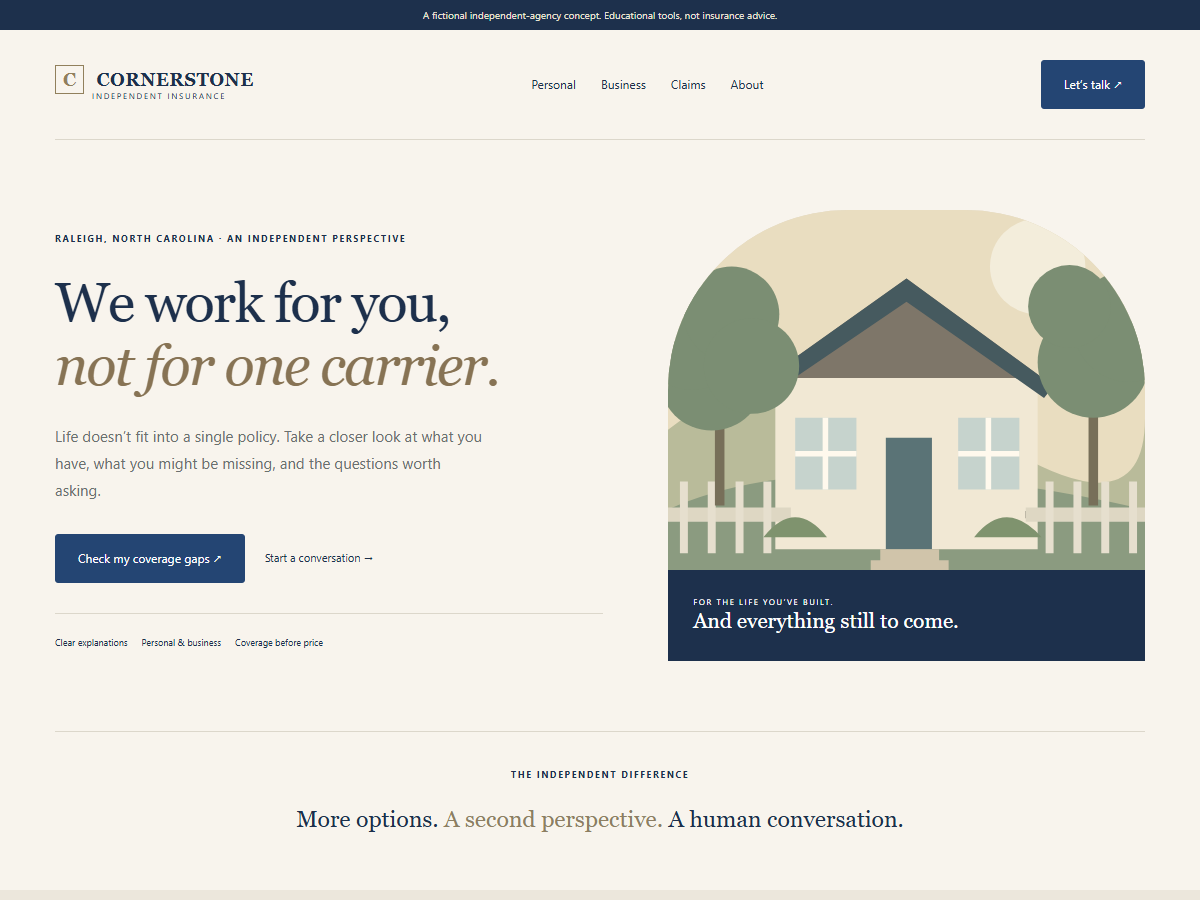 A fictional independent-agency concept. Educational tools, not insurance advice.
C CORNERSTONE
INDEPENDENT INSURANCE
Personal Business Claims About
Let's talk ↗
RALEIGH, NORTH CAROLINA · AN INDEPENDENT PERSPECTIVE
We work for you,
not for one carrier.
Life doesn't fit into a single policy. Take a closer look at what you
have, what you might be missing, and the questions worth
asking.
Check my coverage gaps ↗ Start a conversation →
Clear explanations Personal & business Coverage before price
FOR THE LIFE YOU'VE BUILT.
And everything still to come.
THE INDEPENDENT DIFFERENCE
More options. A second perspective. A human conversation.